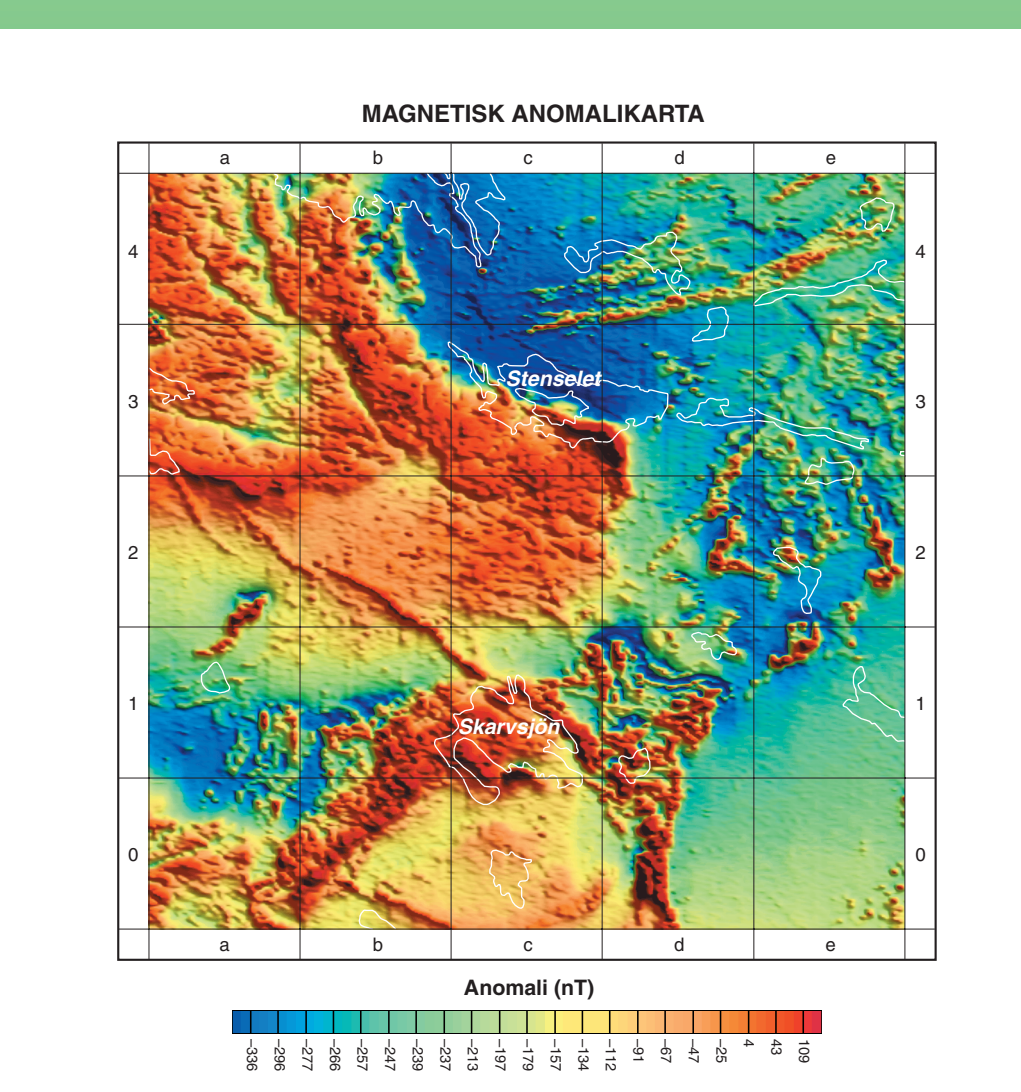 MAGNETISK ANOMALIKARTA
a b c d e
4 4
Stenselet
3 3
2 2
1 1
Skarvsjön
0 0
a b c d e
Anomali (nT)
−336 −296 −277 −266 −257 −247 −239 −237 −213 −197 −179 −157 −134 −112 −91 −67 −47 −25 4 43 109